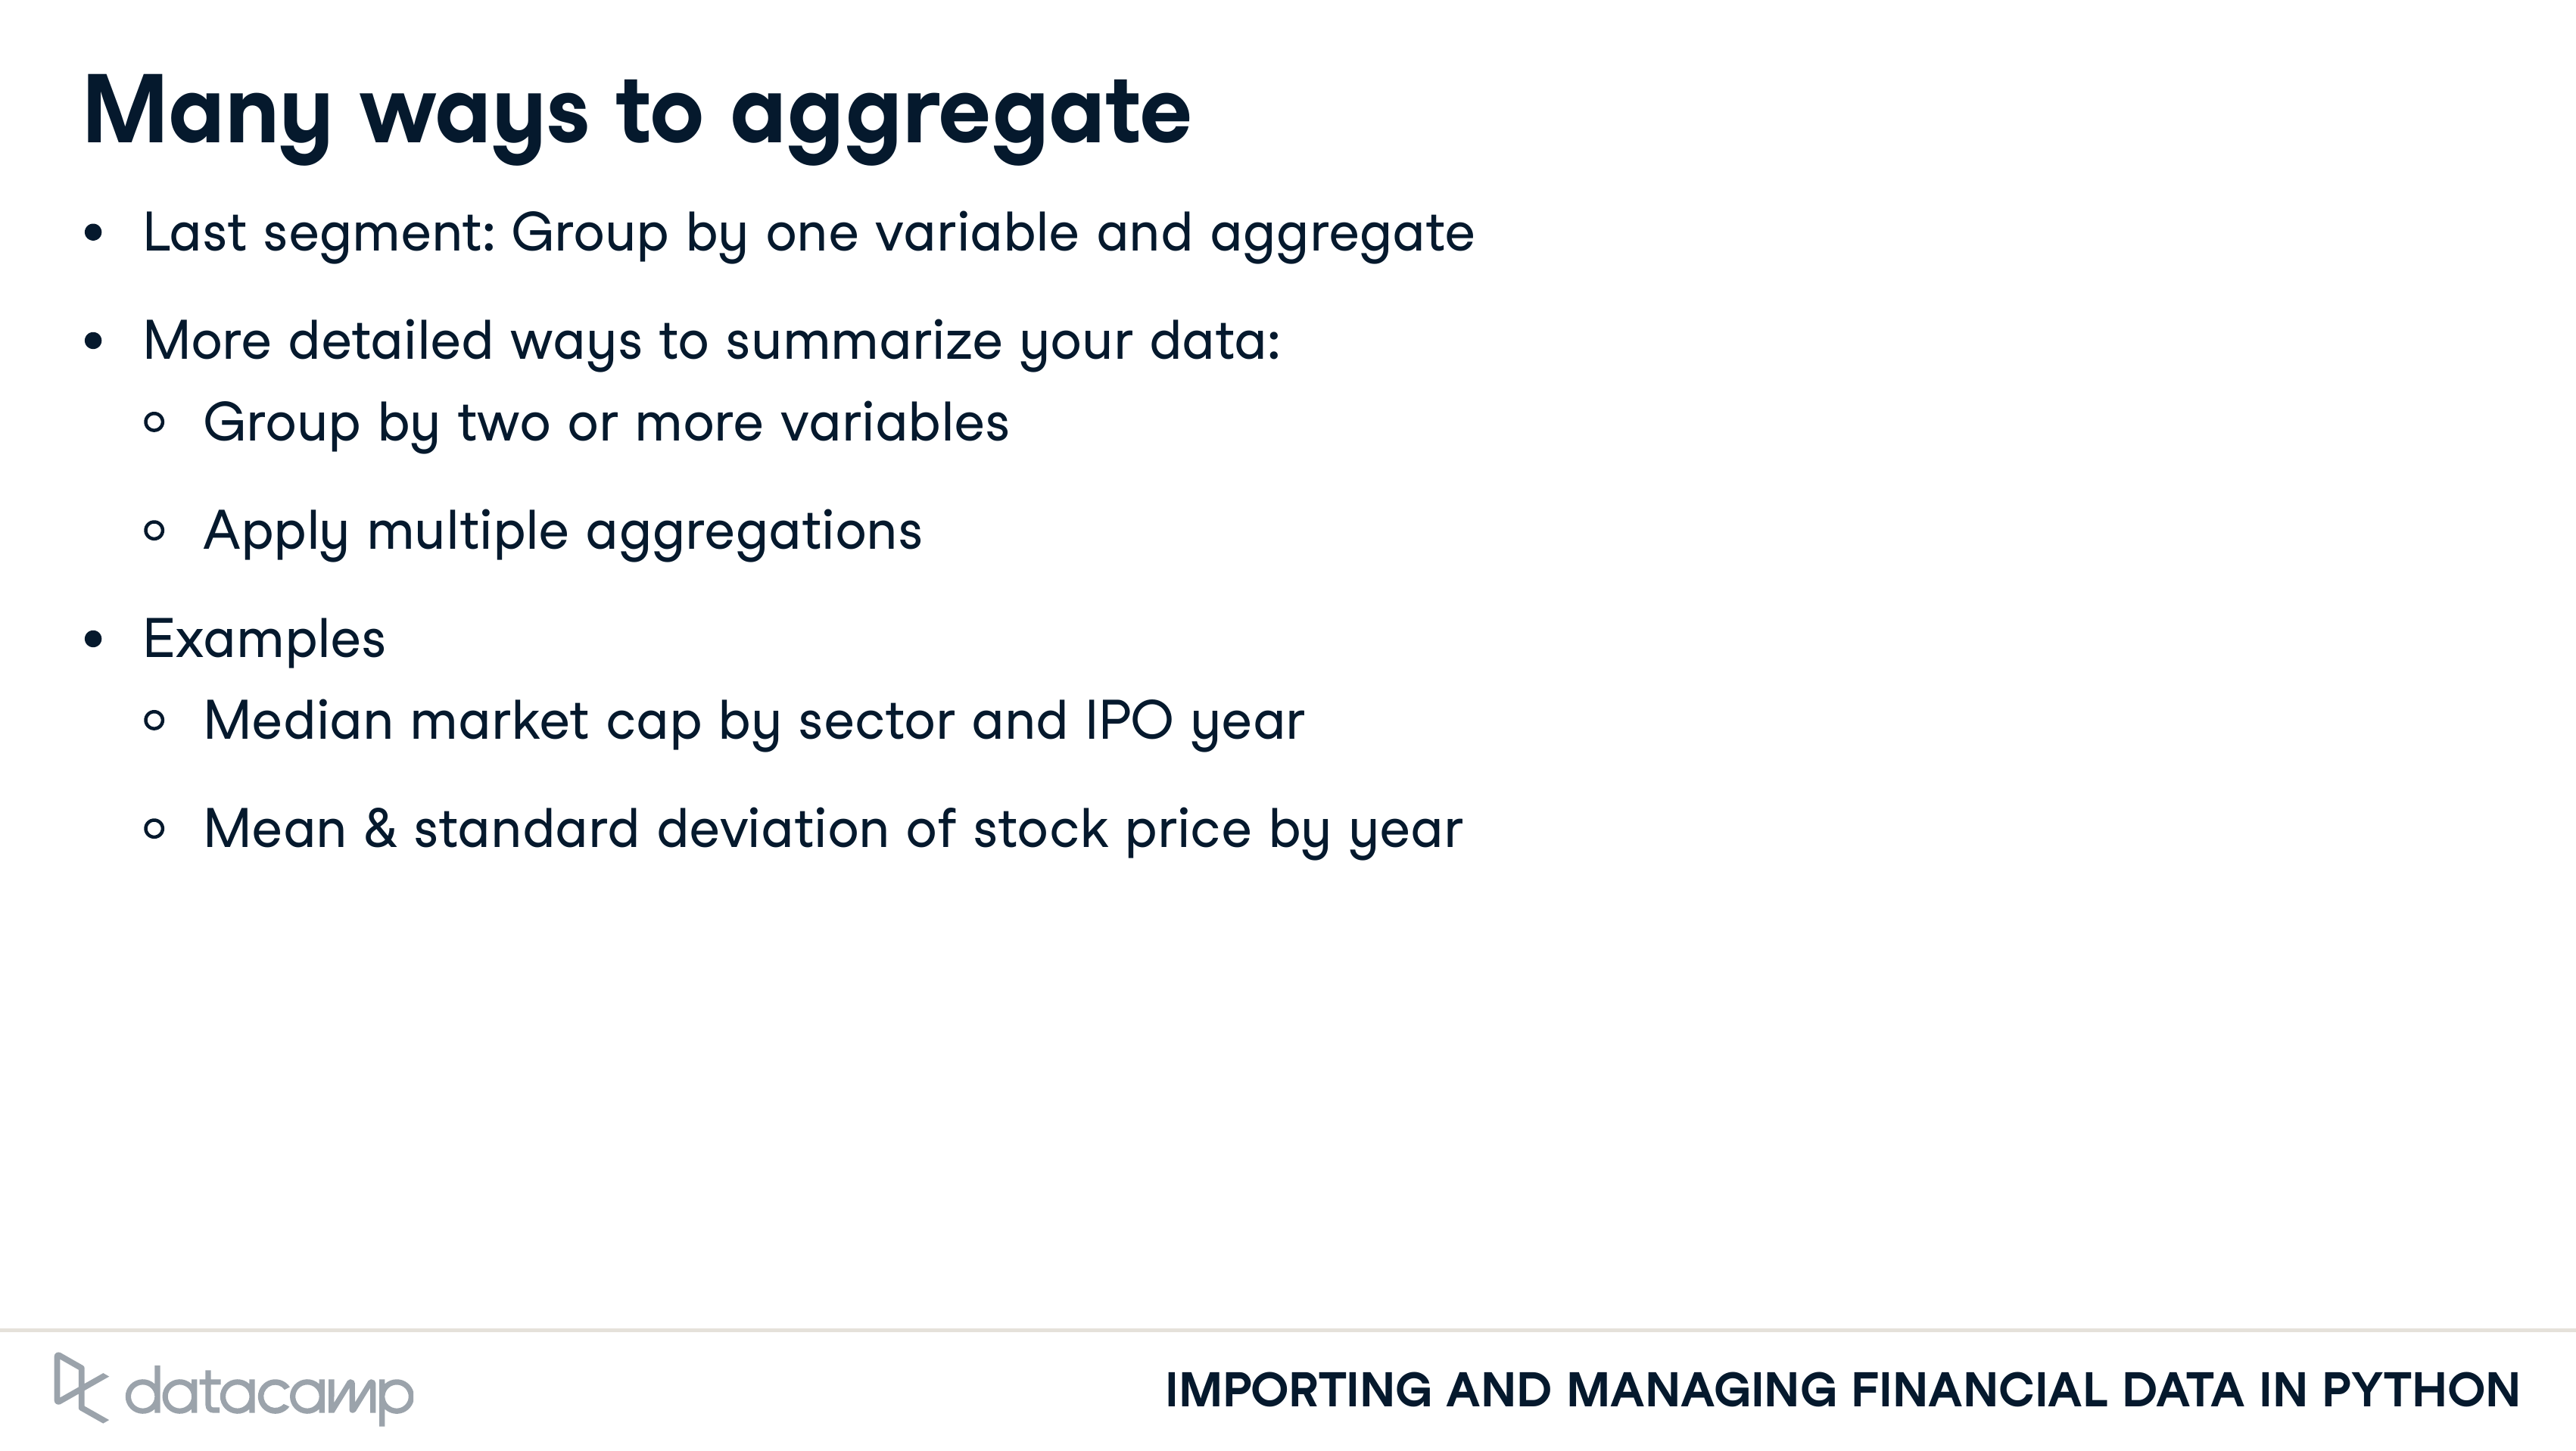 Many ways to aggregate
• Last segment: Group by one variable and aggregate
• More detailed ways to summarize your data:
◦ Group by two or more variables
◦ Apply multiple aggregations
• Examples
◦ Median market cap by sector and IPO year
◦ Mean & standard deviation of stock price by year
datacamp
IMPORTING AND MANAGING FINANCIAL DATA IN PYTHON